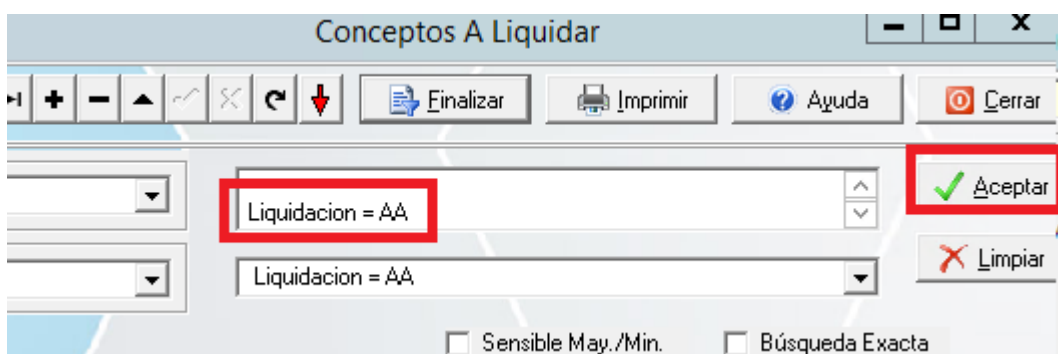 Conceptos A Liquidar
Finalizar Imprimir Ayuda Cerrar
Liquidacion = AA Aceptar
Liquidacion = AA Limpiar
Sensible May./Min. Búsqueda Exacta